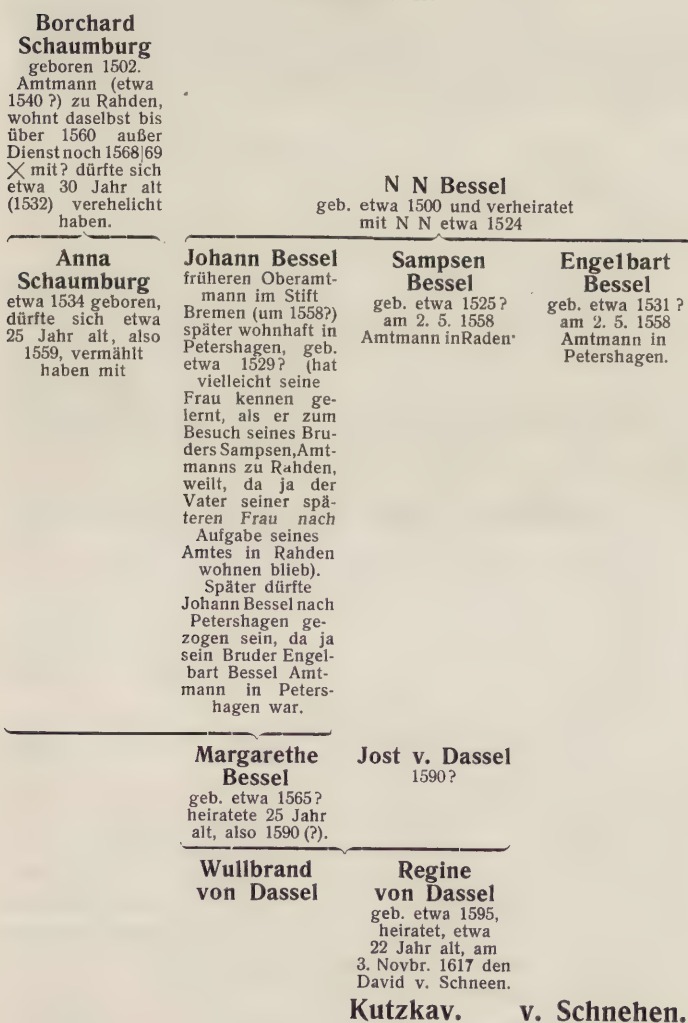 Borchard
Schaumburg
geboren 1502.
Amtmann (etwa
1540 ?) zu Rahden,
wohnt daselbst bis
über 1560 außer
Dienst noch 1568|69
⨉ mit? dürfte sich
etwa 30 Jahr alt
(1532) verehelicht
haben.
N N Bessel
geb. etwa 1500 und verheiratet
mit N N etwa 1524
Anna
Schaumburg
etwa 1534 geboren,
dürfte sich etwa
25 Jahr alt, also
1559, vermählt
haben mit
Johann Bessel
früheren Oberamt-
mann im Stift
Bremen (um 1558?)
später wohnhaft in
Petershagen, geb.
etwa 1529? (hat
vielleicht seine
Frau kennen ge-
lernt, als er zum
Besuch seines Bru-
ders Sampsen, Amt-
manns zu Rahden,
weilt, da ja der
Vater seiner spä-
teren Frau nach
Aufgabe seines
Amtes in Rahden
wohnen blieb).
Später dürfte
Johann Bessel nach
Petershagen ge-
zogen sein, da ja
sein Bruder Engel-
bart Bessel Amt-
mann in Peters-
hagen war.
Sampsen
Bessel
geb. etwa 1525 ?
am 2. 5. 1558
Amtmann in Raden.
Engelbart
Bessel
geb. etwa 1531 ?
am 2. 5. 1558
Amtmann in
Petershagen.
Margarethe
Bessel
geb. etwa 1565?
heiratete 25 Jahr
alt, also 1590 (?).
Jost v. Dassel
1590 ?
Wullbrand
von Dassel
Regine
von Dassel
geb. etwa 1595,
heiratet, etwa
22 Jahr alt, am
3. Novbr. 1617 den
David v. Schneen.
Kutzkav. v. Schnehen.